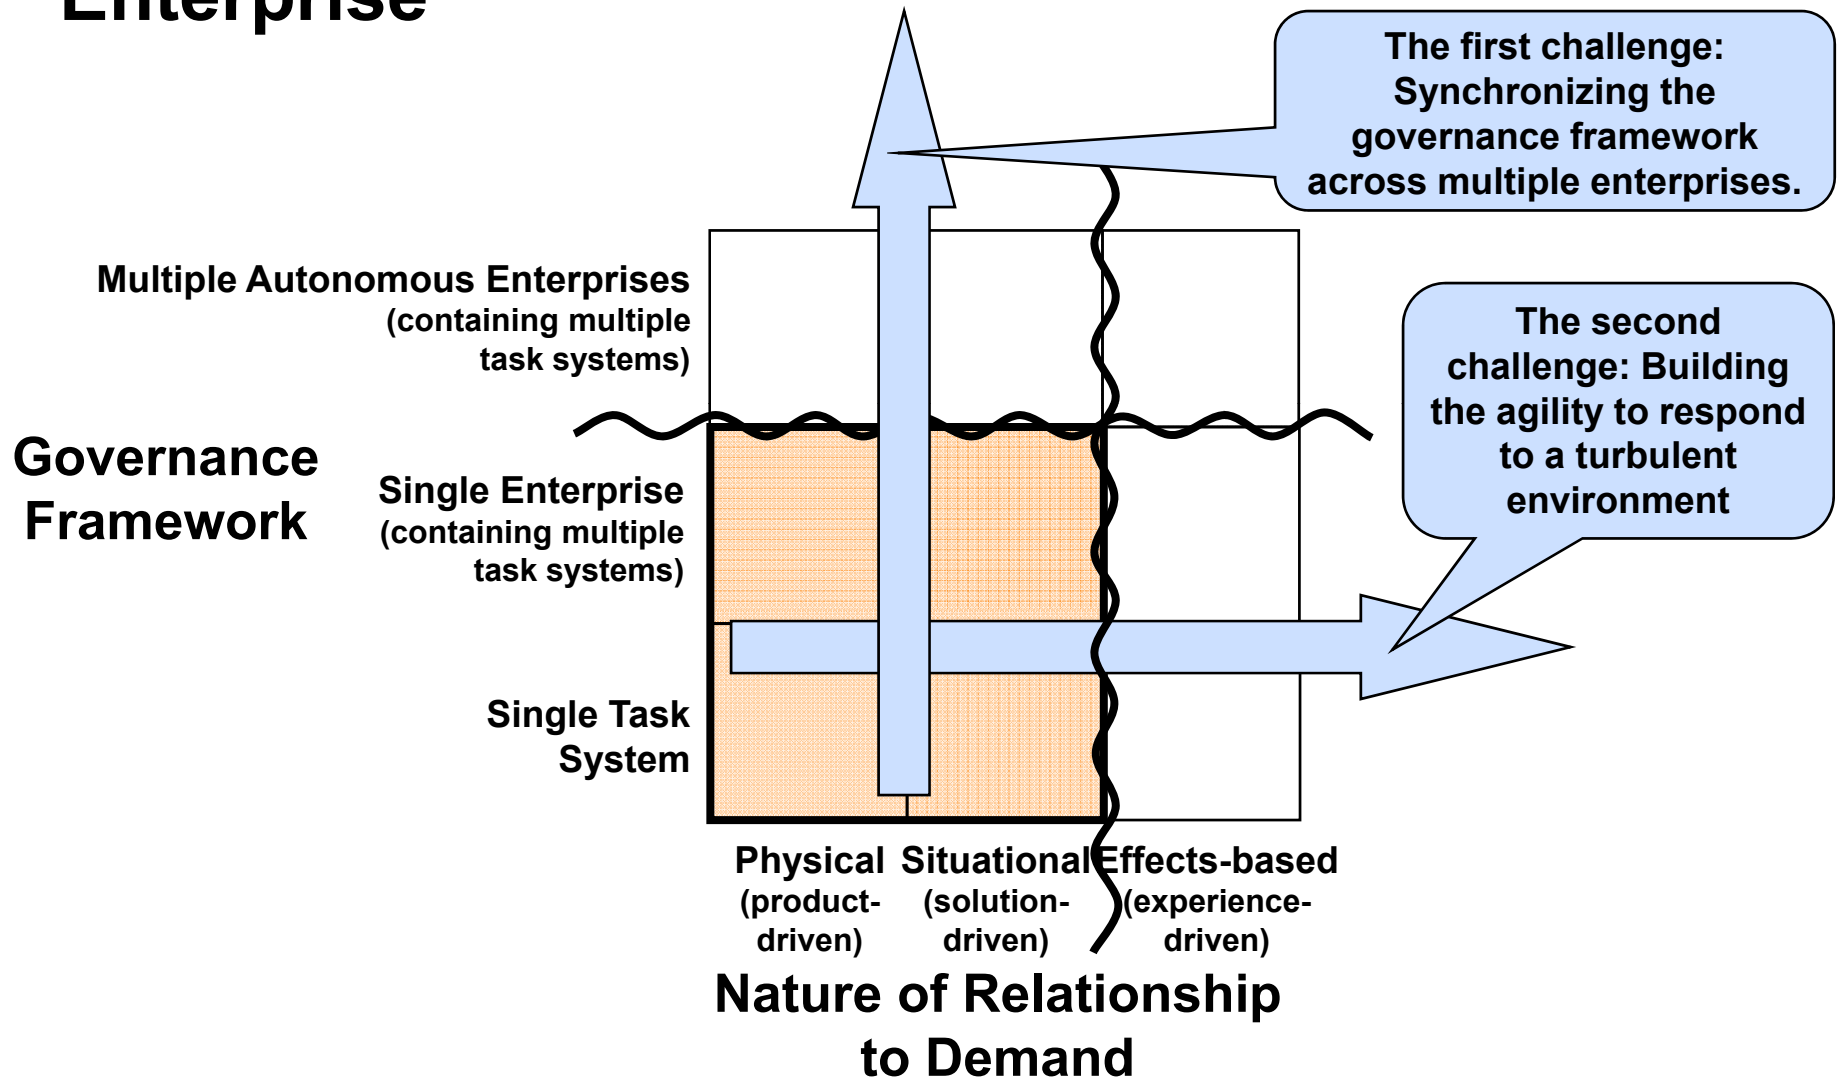 Enterprise
The first challenge:
Synchronizing the
governance framework
across multiple enterprises.
Multiple Autonomous Enterprises
(containing multiple
task systems)
The second
challenge: Building
the agility to respond
to a turbulent
environment
Governance
Framework
Single Enterprise
(containing multiple
task systems)
Single Task
System
Physical
(product-
driven)
Situational
(solution-
driven)
Effects-based
(experience-
driven)
Nature of Relationship
to Demand